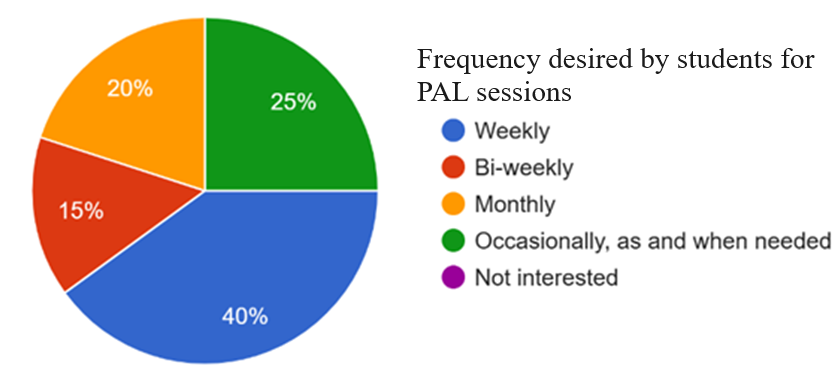 20%
25%
15%
40%
Frequency desired by students for
PAL sessions
Weekly
Bi-weekly
Monthly
Occasionally, as and when needed
Not interested